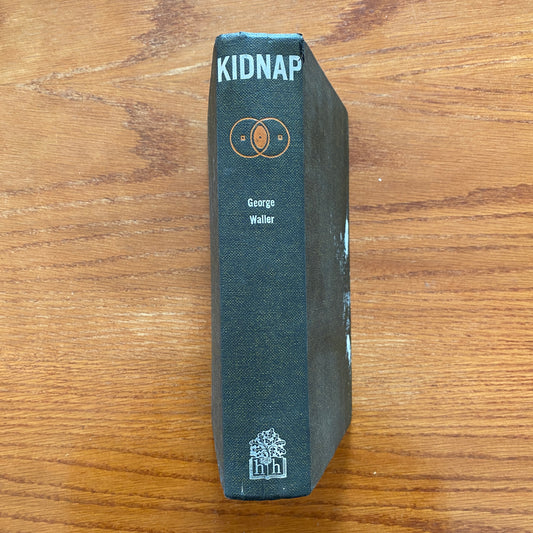 KIDNAP
George
Waller
hh